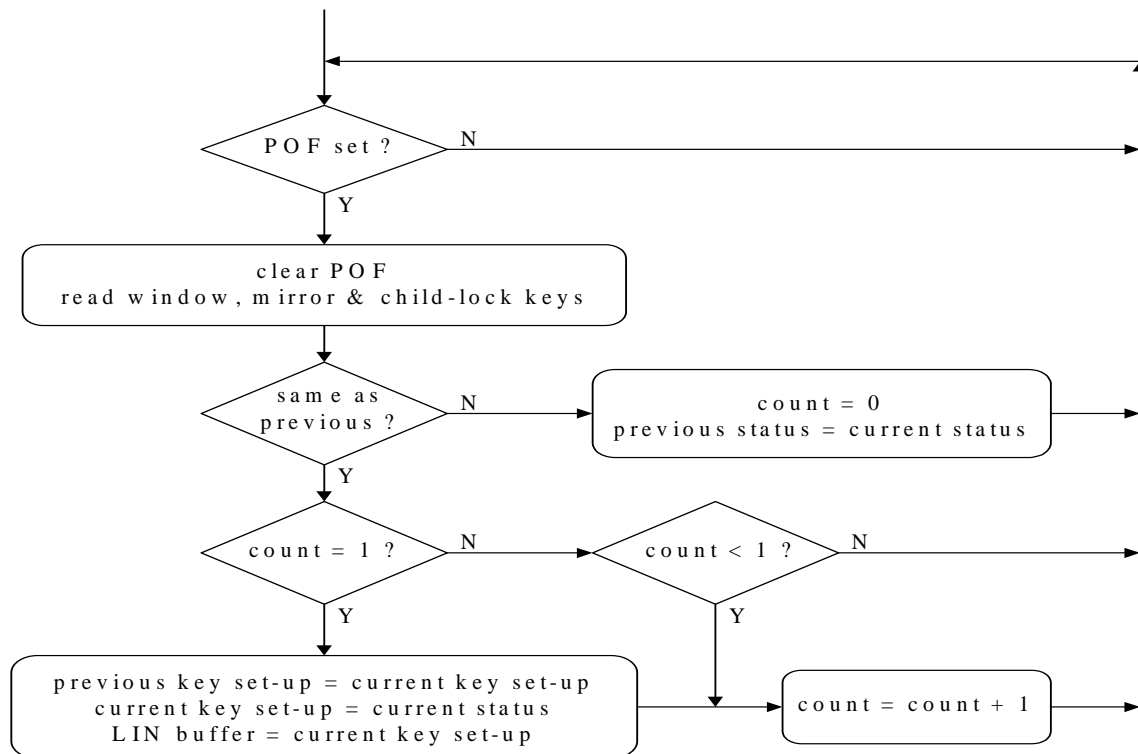 POF set ?
N
Y
clear POF
read window, mirror & child-lock keys
same as
previous ?
N
count = 0
previous status = current status
Y
count = 1 ?
N
count < 1 ?
N
Y
Y
previous key set-up = current key set-up
current key set-up = current status
LIN buffer = current key set-up
count = count + 1